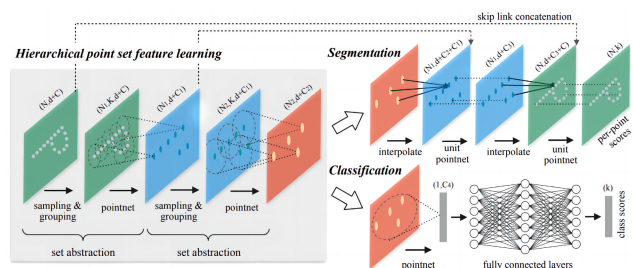 skip link concatenation
Hierarchical point set feature learning
Segmentation
(N,d+C)
(N1,K,d+C)
(N1,d+C1)
(N2,K,d+C1)
(N2,d+C2)
sampling &
grouping
pointnet
sampling &
grouping
pointnet
set abstraction
set abstraction
(N1,d+C2+C1)
(N1,d+C3)
(N,d+C3+C)
(N,k)
interpolate
unit
pointnet
interpolate
unit
pointnet
per-point
scores
Classification
(1,C4)
(k)
class scores
pointnet
fully connected layers